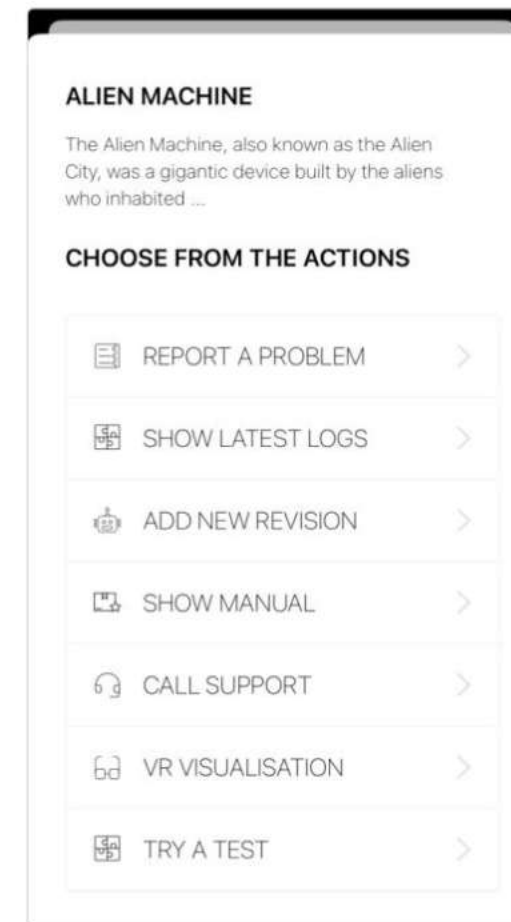 ALIEN MACHINE
The Alien Machine, also known as the Alien
City, was a gigantic device built by the aliens
who inhabited ...
CHOOSE FROM THE ACTIONS
REPORT A PROBLEM
SHOW LATEST LOGS
ADD NEW REVISION
SHOW MANUAL
CALL SUPPORT
VR VISUALISATION
TRY A TEST